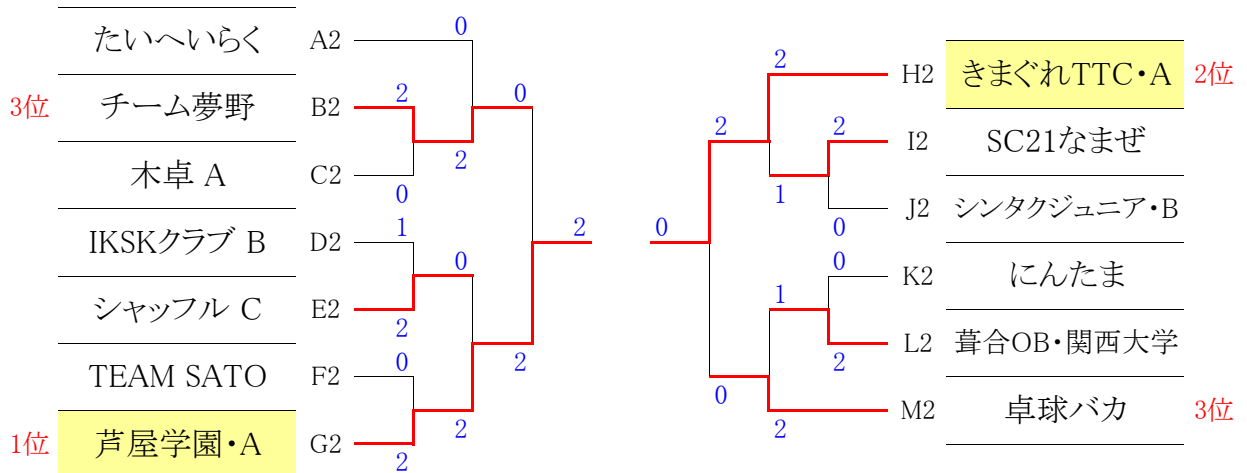 たいへいらく A2 0
3位 チーム夢野 B2 2 0
木卓 A C2 0 2
IKSKクラブ B D2 1
シャッフル C E2 2 0
TEAM SATO F2 0 2
1位 芦屋学園・A G2 2 2
2 0
2 H2 きまぐれTTC・A 2位
2 2 I2 SC21なまぜ
1 0 J2 シンタクジュニア・B
0 K2 にんたま
1 2 L2 葺合OB・関西大学
0 2 M2 卓球バカ 3位